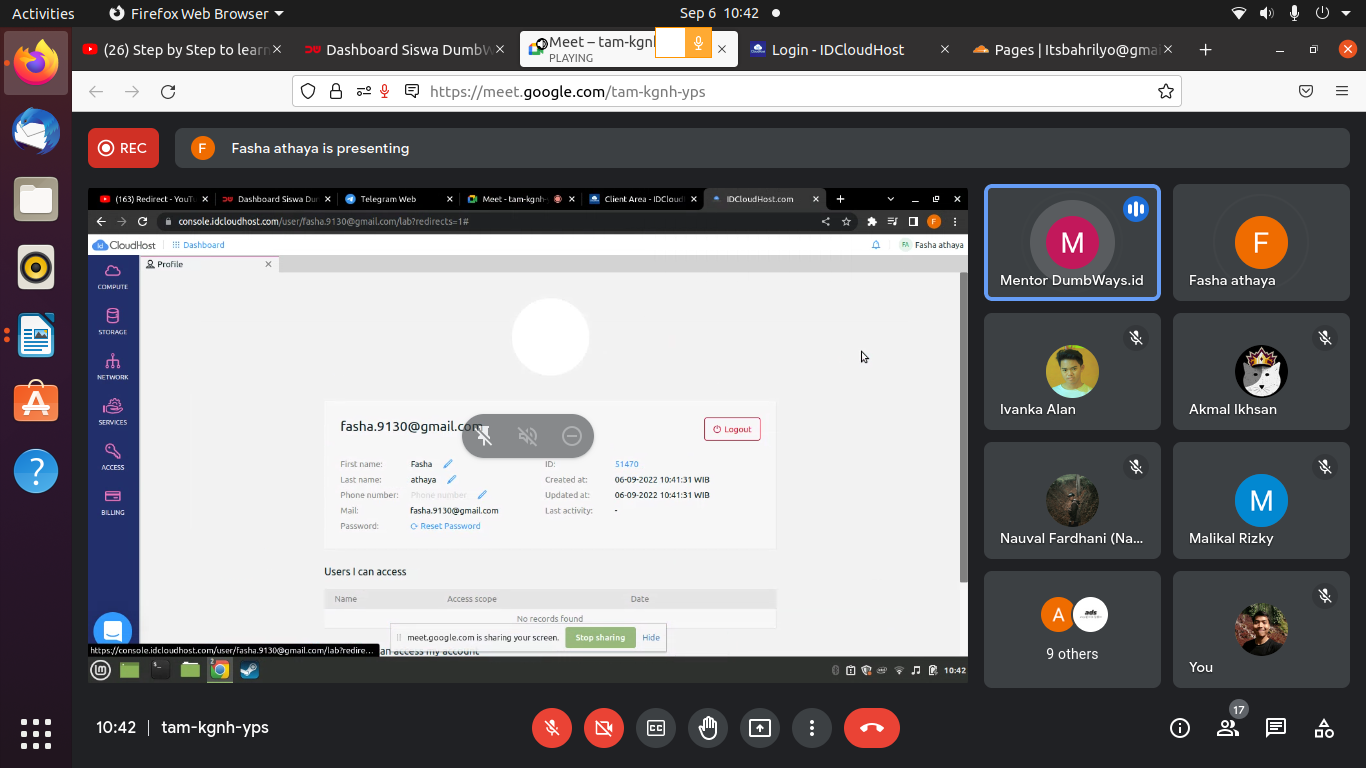 Activities
Firefox Web Browser
Sep 6 10:42
(26) Step by Step to learn
Dashboard Siswa DumbW
Meet – tam-kgnh
PLAYING
Login - IDCloudHost
Pages | Itsbahrilyo@gma
https://meet.google.com/tam-kgnh-yps
REC
F
Fasha athaya is presenting
(163) Redirect - YouT
Dashboard Siswa Dum
Telegram Web
Meet - tam-kgnh-
Client Area - IDCloud
IDCloudHost.com
console.idcloudhost.com/user/fasha.9130@gmail.com/lab?redirects=1#
F
id CloudHost
Dashboard
FA
Fasha athaya
Profile
COMPUTE
STORAGE
NETWORK
SERVICES
ACCESS
BILLING
fasha.9130@gmail.com
Logout
First name: Fasha
ID: 51470
Last name: athaya
Created at: 06-09-2022 10:41:31 WIB
Phone number: Phone number
Updated at: 06-09-2022 10:41:31 WIB
Mail: fasha.9130@gmail.com
Last activity: -
Password: Reset Password
Users I can access
Name Access scope Date
No records found
meet.google.com is sharing your screen. Stop sharing Hide
can access my account
https://console.idcloudhost.com/user/fasha.9130@gmail.com/lab?redire...
2
10:42
M
Mentor DumbWays.id
F
Fasha athaya
Ivanka Alan
Akmal Ikhsan
Nauval Fardhani (Na...
M
Malikal Rizky
A
ads
9 others
You
?
10:42 | tam-kgnh-yps
CC
17